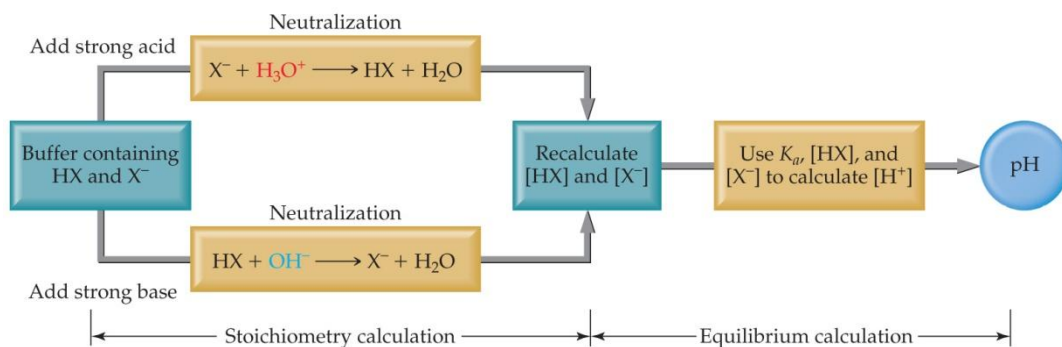 Neutralization
Add strong acid
X⁻ + H₃O⁺ ⟶ HX + H₂O
Buffer containing
HX and X⁻
Recalculate
[HX] and [X⁻]
Use Kₐ, [HX], and
[X⁻] to calculate [H⁺]
pH
Neutralization
HX + OH⁻ ⟶ X⁻ + H₂O
Add strong base
Stoichiometry calculation
Equilibrium calculation